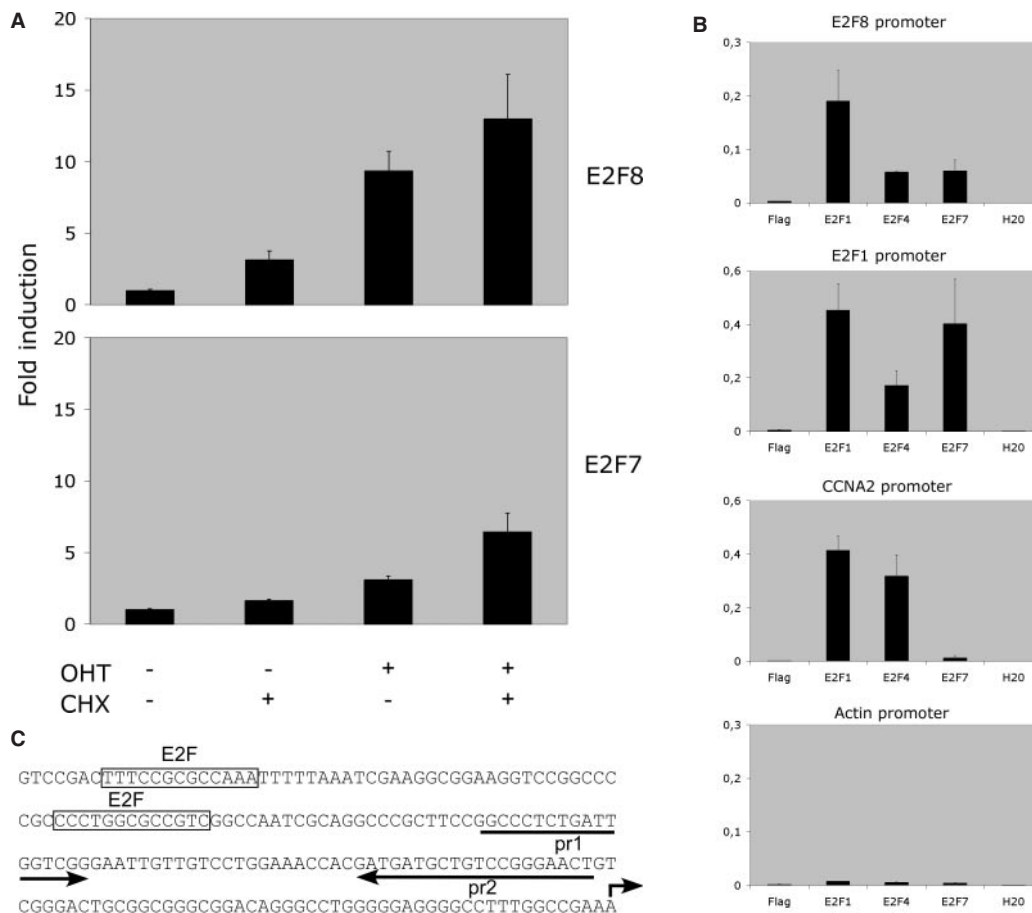 A
20
15
10
5
0
E2F8
Fold induction
20
15
10
5
0
E2F7
OHT - - + +
CHX - + - +
B
E2F8 promoter
0,3
0,2
0,1
0
Flag E2F1 E2F4 E2F7 H20
E2F1 promoter
0,6
0,4
0,2
0
Flag E2F1 E2F4 E2F7 H20
CCNA2 promoter
0,6
0,4
0,2
0
Flag E2F1 E2F4 E2F7 H20
Actin promoter
0,3
0,2
0,1
0
Flag E2F1 E2F4 E2F7 H20
C
E2F
GTCCGACTTTCCGCGCCAAATTTTTAAATCGAAGGCGGAAGGTCCGGCCC
E2F
CGCCCCTGGCGCCGTCGGCCAATCGCAGGCCCGCTTCCGGCCCTCTGATT
pr1
GGTCGGGAATTGTTGTCCTGGAAACCACGATGATGCTGTCCGGGAACTGT
pr2
CGGGACTGCGGCGGGCGGACAGGGCCTGGGGGAGGGGCCTTTGGCCGAAA